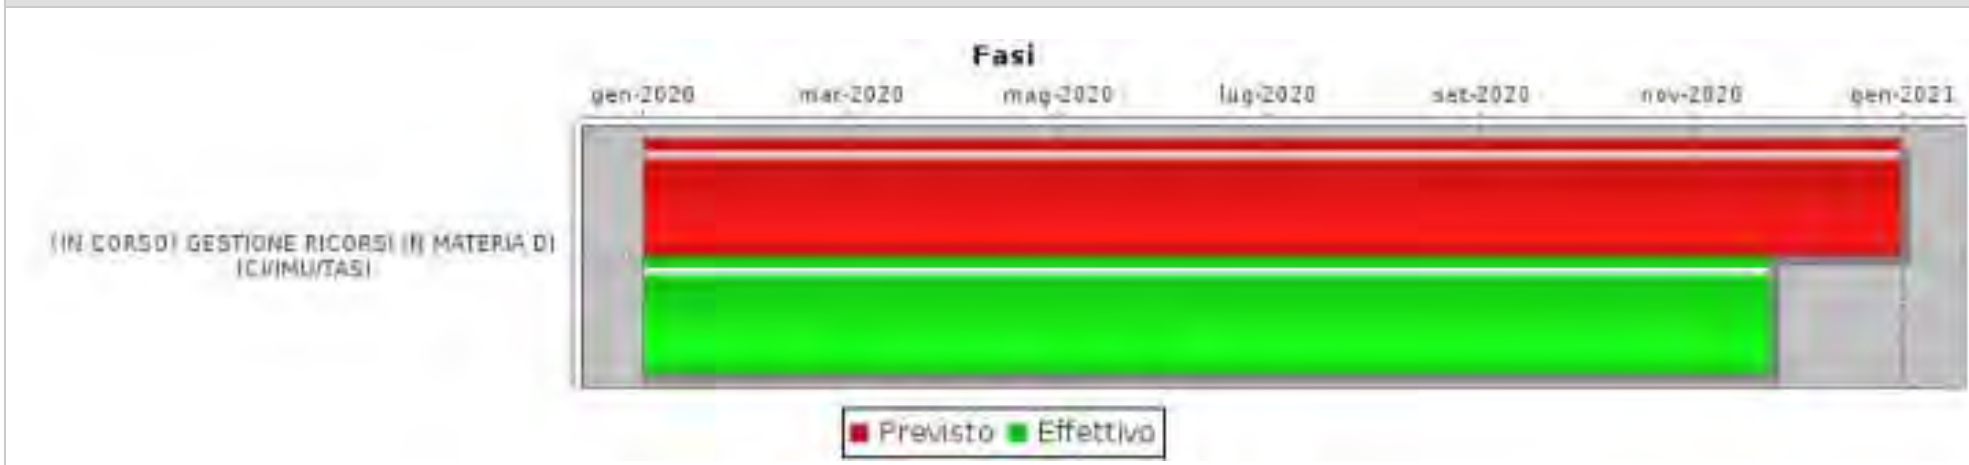 Fasi
gen-2020 mar-2020 mag-2020 lug-2020 set-2020 nov-2020 gen-2021
(IN CORSO) GESTIONE RICORSI IN MATERIA DI
ICI/IMU/TASI
Previsto Effettivo